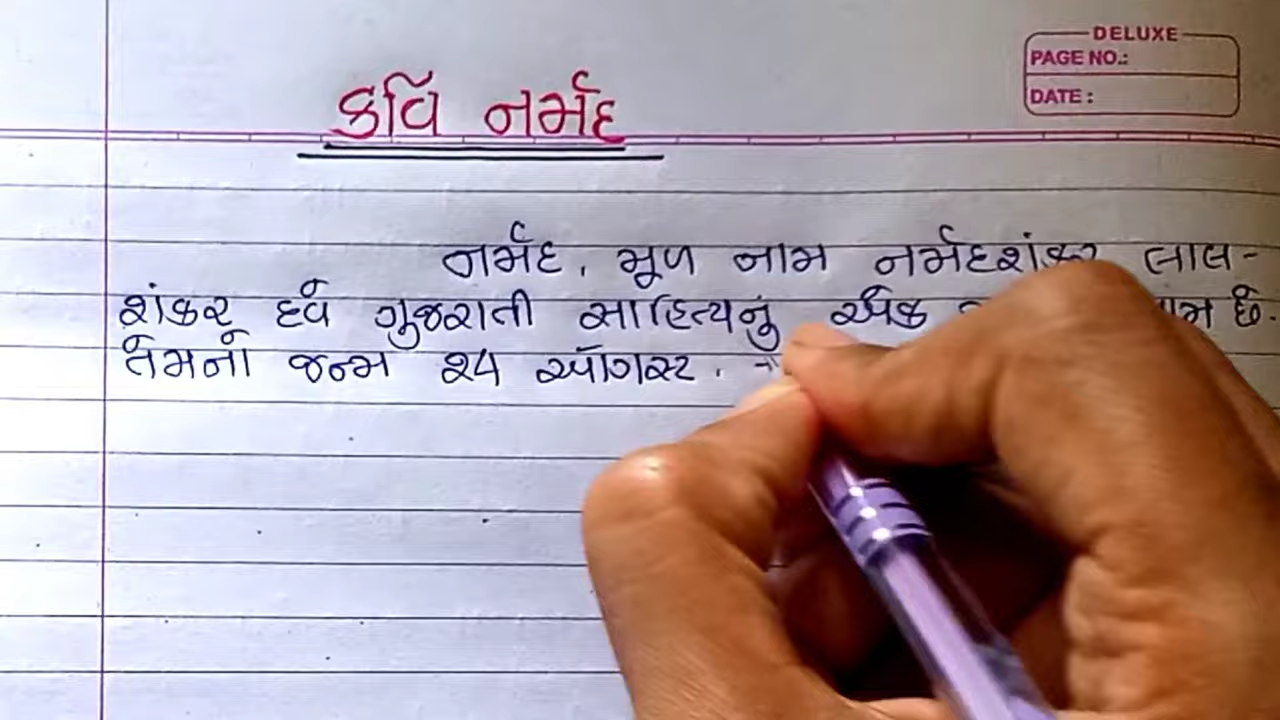 DELUXE
PAGE NO.:
DATE :
કવિ નર્મદ
નર્મદ, મૂળ નામ નર્મદશંકર લાલ-
શંકર દવે ગુજરાતી સાહિત્યનું એક છે.
તેમનો જન્મ ૨૪ ઑગસ્ટ,